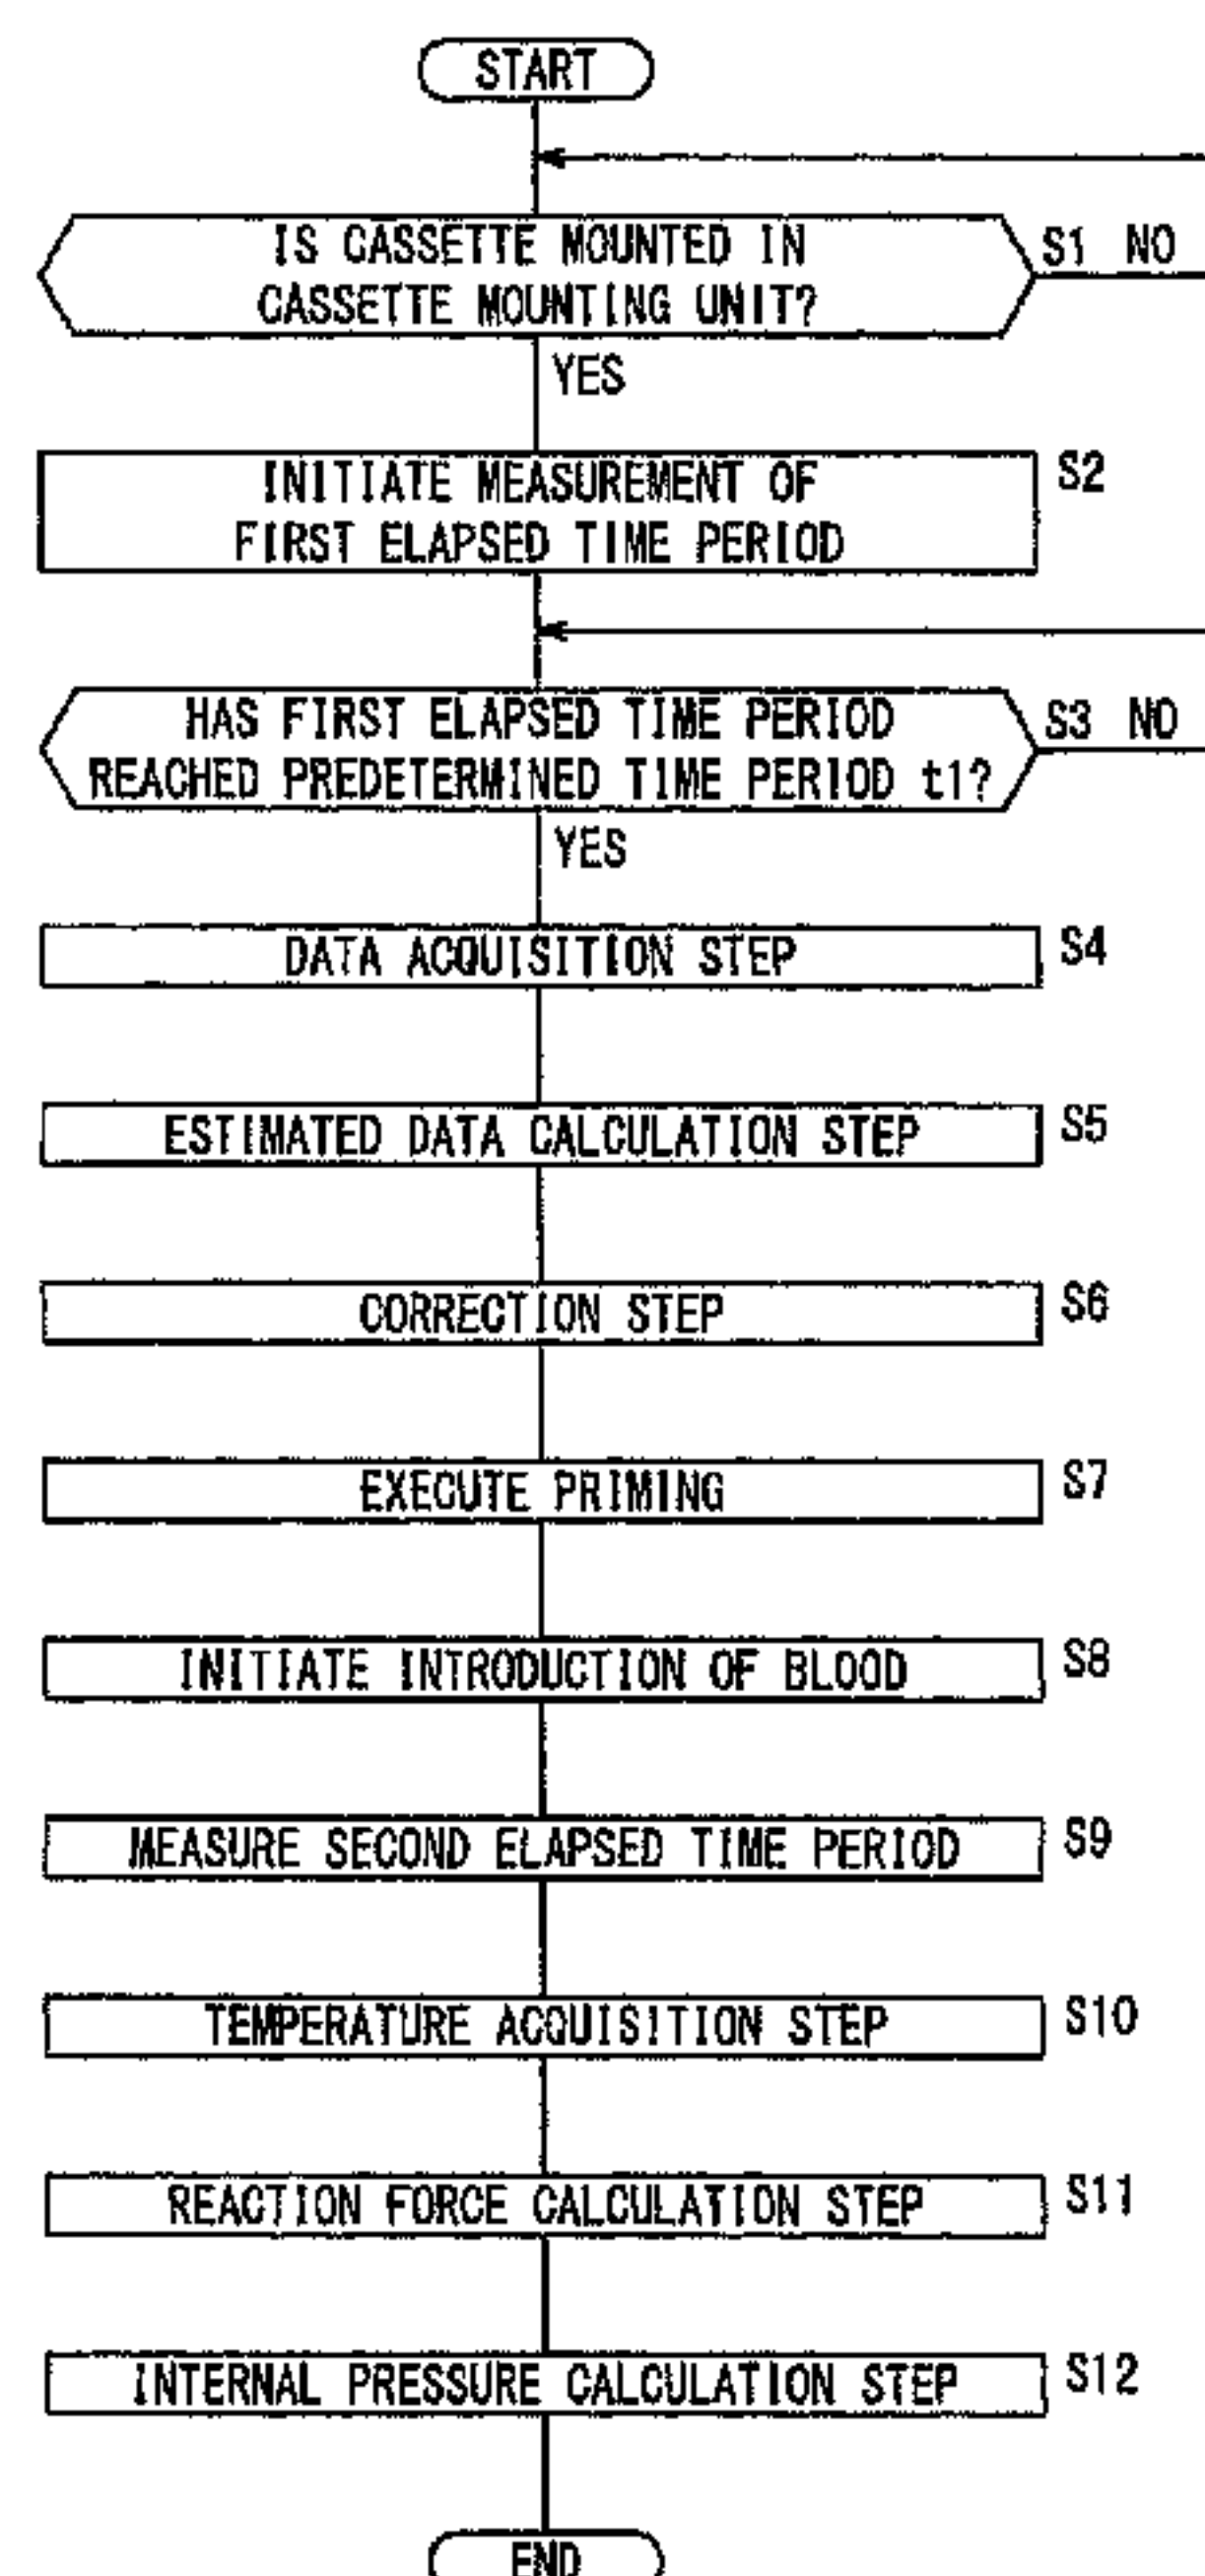 START
IS CASSETTE MOUNTED IN
CASSETTE MOUNTING UNIT?
S1 NO
YES
INITIATE MEASUREMENT OF
FIRST ELAPSED TIME PERIOD
S2
HAS FIRST ELAPSED TIME PERIOD
REACHED PREDETERMINED TIME PERIOD t1?
S3 NO
YES
DATA ACQUISITION STEP
S4
ESTIMATED DATA CALCULATION STEP
S5
CORRECTION STEP
S6
EXECUTE PRIMING
S7
INITIATE INTRODUCTION OF BLOOD
S8
MEASURE SECOND ELAPSED TIME PERIOD
S9
TEMPERATURE ACQUISITION STEP
S10
REACTION FORCE CALCULATION STEP
S11
INTERNAL PRESSURE CALCULATION STEP
S12
END